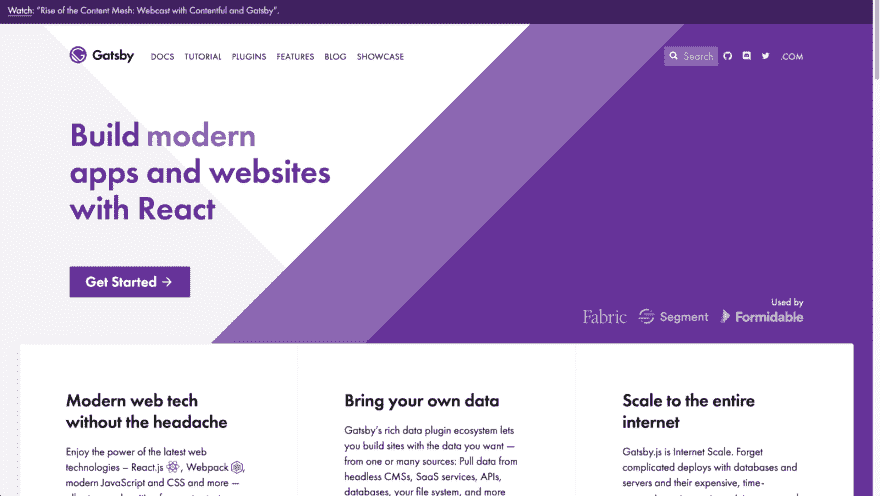 Watch: “Rise of the Content Mesh: Webcast with Contentful and Gatsby”.
Gatsby DOCS TUTORIAL PLUGINS FEATURES BLOG SHOWCASE Search .COM
Build modern
apps and websites
with React
Get Started →
Used by
Fabric Segment Formidable
Modern web tech
without the headache
Enjoy the power of the latest web
technologies – React.js , Webpack ,
modern JavaScript and CSS and more —
Bring your own data
Gatsby’s rich data plugin ecosystem lets
you build sites with the data you want —
from one or many sources: Pull data from
headless CMSs, SaaS services, APIs,
databases, your file system, and more
Scale to the entire
internet
Gatsby.js is Internet Scale. Forget
complicated deploys with databases and
servers and their expensive, time-